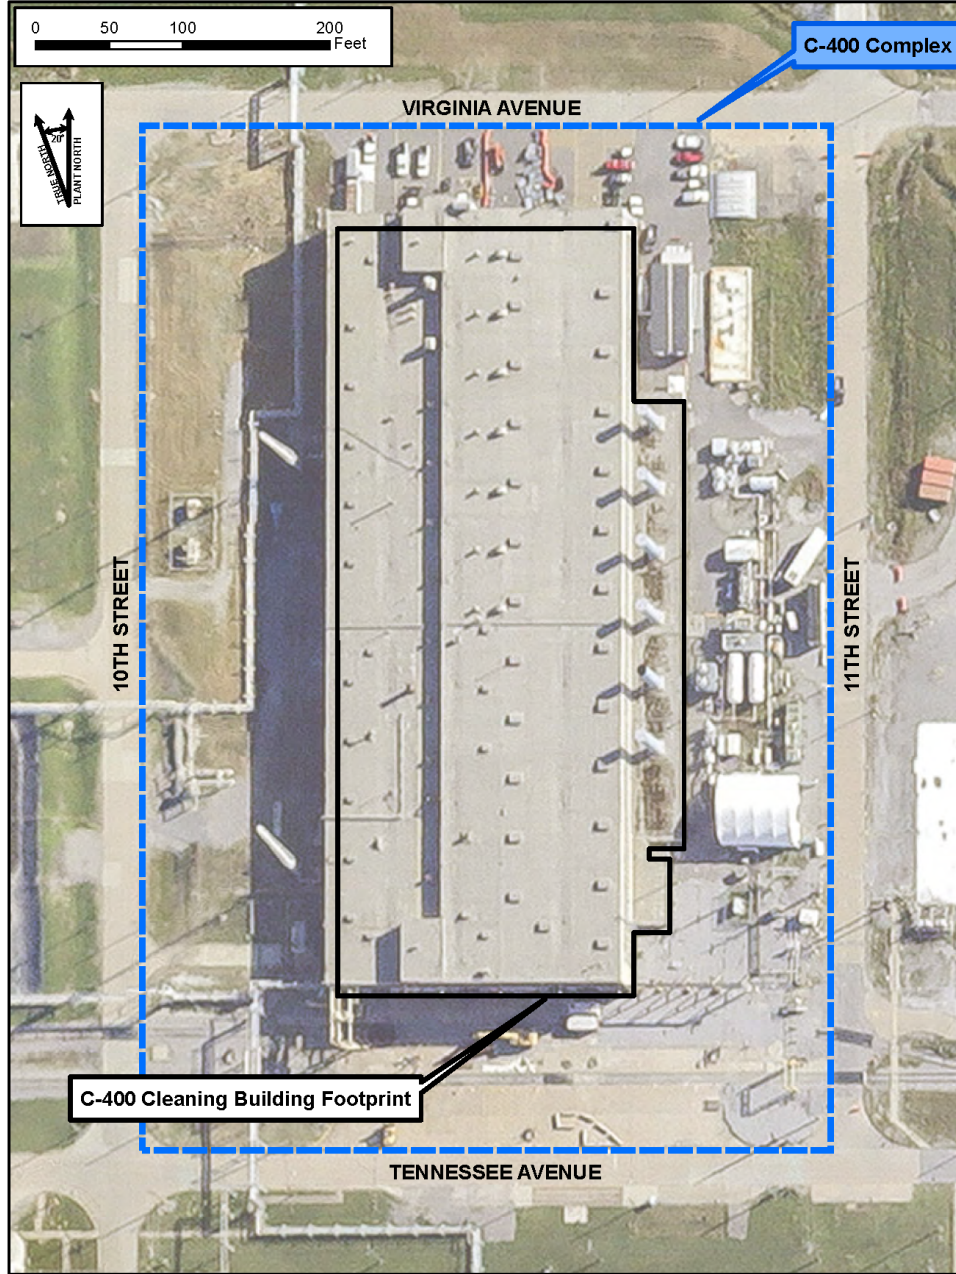 0 50 100 200
Feet
C-400 Complex
TRUE NORTH
20°
PLANT NORTH
VIRGINIA AVENUE
10TH STREET
11TH STREET
C-400 Cleaning Building Footprint
TENNESSEE AVENUE